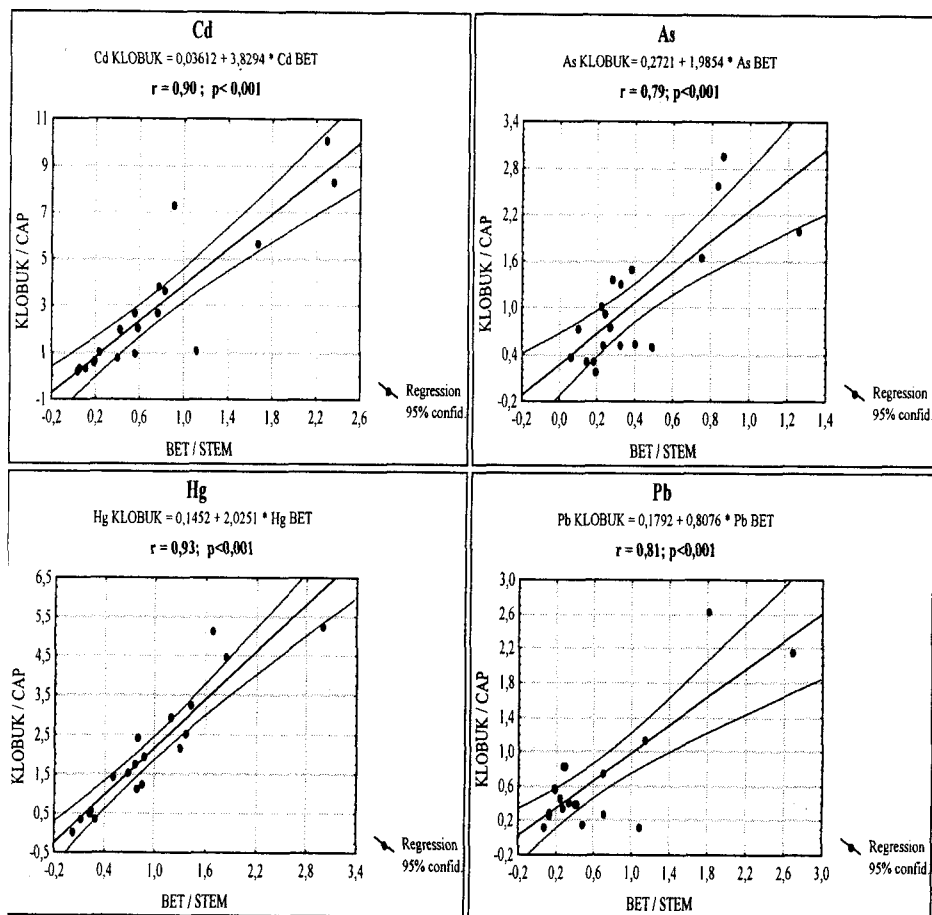 Cd
Cd KLOBUK = 0,03612 + 3,8294 * Cd BET
r = 0,90 ; p< 0,001
11
9
7
5
3
1
-1
KLOBUK / CAP
-0,2 0,2 0,6 1,0 1,4 1,8 2,2 2,6
BET / STEM
Regression
95% confid.
As
As KLOBUK = 0,2721 + 1,9854 * As BET
r = 0,79; p<0,001
3,4
2,8
2,2
1,6
1,0
0,4
-0,2
KLOBUK / CAP
-0,2 0,0 0,2 0,4 0,6 0,8 1,0 1,2 1,4
BET / STEM
Regression
95% confid.
Hg
Hg KLOBUK = 0,1452 + 2,0251 * Hg BET
r = 0,93; p<0,001
6,5
5,5
4,5
3,5
2,5
1,5
0,5
-0,5
KLOBUK / CAP
-0,2 0,4 1,0 1,6 2,2 2,8 3,4
BET / STEM
Regression
95% confid.
Pb
Pb KLOBUK = 0,1792 + 0,8076 * Pb BET
r = 0,81; p<0,001
3,0
2,6
2,2
1,8
1,4
1,0
0,6
0,2
-0,2
KLOBUK / CAP
-0,2 0,2 0,6 1,0 1,4 1,8 2,2 2,6 3,0
BET / STEM
Regression
95% confid.